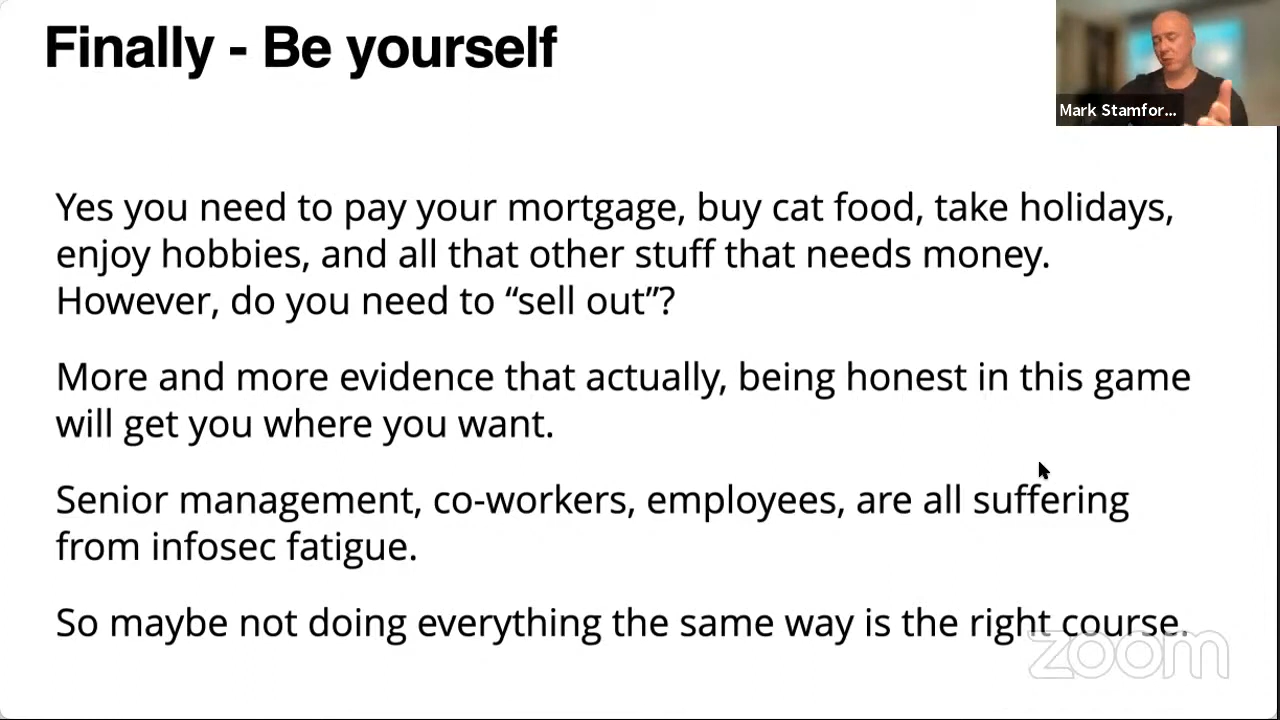 Finally - Be yourself
Mark Stamfor...
Yes you need to pay your mortgage, buy cat food, take holidays,
enjoy hobbies, and all that other stuff that needs money.
However, do you need to “sell out”?
More and more evidence that actually, being honest in this game
will get you where you want.
Senior management, co-workers, employees, are all suffering
from infosec fatigue.
So maybe not doing everything the same way is the right course.
zoom